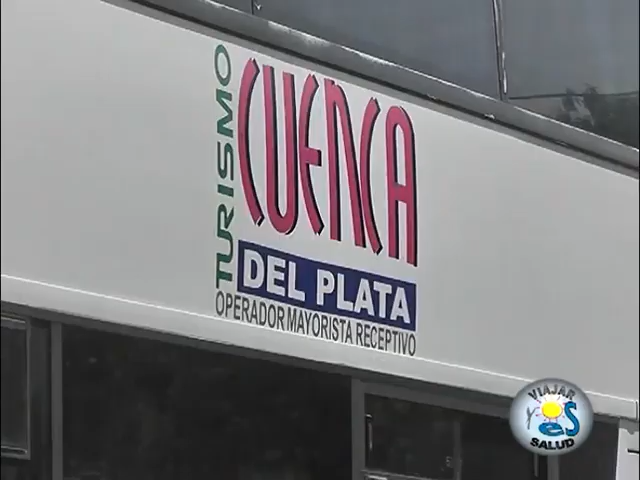 TURISMO
CUENCA
DEL PLATA
OPERADOR MAYORISTA RECEPTIVO
VIAJAR
es
SALUD